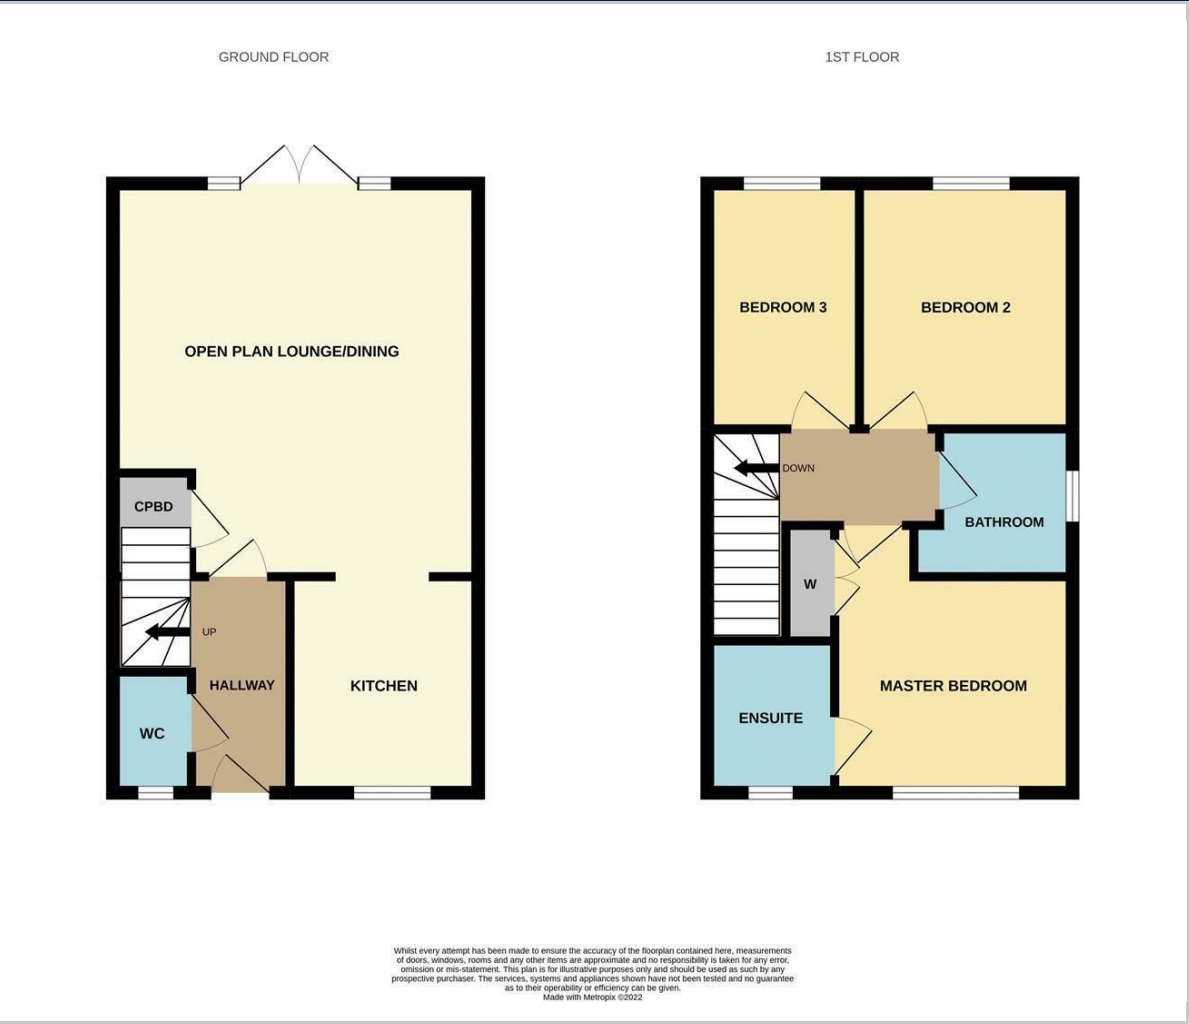 GROUND FLOOR
1ST FLOOR
OPEN PLAN LOUNGE/DINING
CPBD
UP
HALLWAY
KITCHEN
WC
BEDROOM 3
BEDROOM 2
DOWN
BATHROOM
W
MASTER BEDROOM
ENSUITE
Whilst every attempt has been made to ensure the accuracy of the floorplan contained here, measurements
of doors, windows, rooms and any other items are approximate and no responsibility is taken for any error,
omission or mis-statement. This plan is for illustrative purposes only and should be used as such by any
prospective purchaser. The services, systems and appliances shown have not been tested and no guarantee
as to their operability or efficiency can be given.
Made with Metropix ©2022